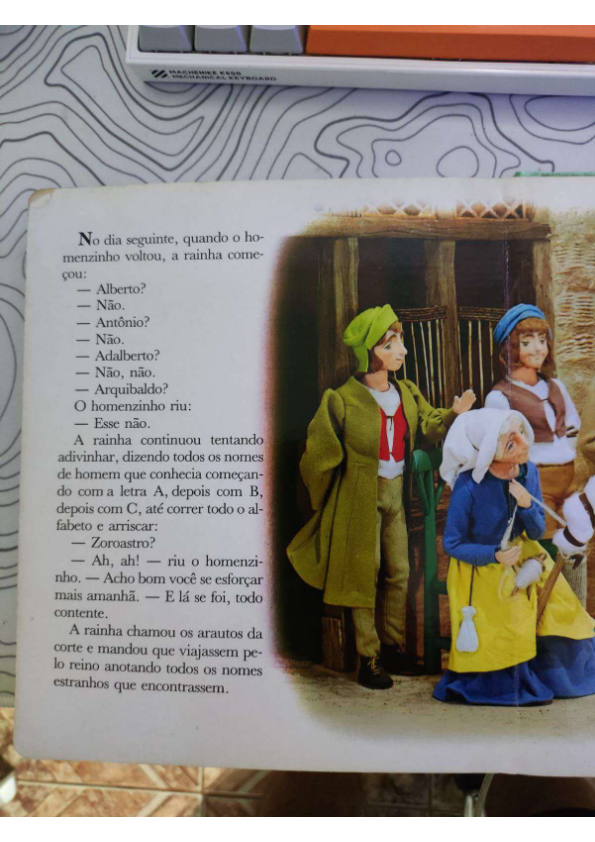 MACHENIKE K500
MECHANICAL KEYBOARD
No dia seguinte, quando o ho-
menzinho voltou, a rainha come-
çou:
— Alberto?
— Não.
— Antônio?
— Não.
— Adalberto?
— Não, não.
— Arquibaldo?
O homenzinho riu:
— Esse não.
A rainha continuou tentando
adivinhar, dizendo todos os nomes
de homem que conhecia começan-
do com a letra A, depois com B,
depois com C, até correr todo o al-
fabeto e arriscar:
— Zoroastro?
— Ah, ah! — riu o homenzi-
nho. — Acho bom você se esforçar
mais amanhã. — E lá se foi, todo
contente.
A rainha chamou os arautos da
corte e mandou que viajassem pe-
lo reino anotando todos os nomes
estranhos que encontrassem.